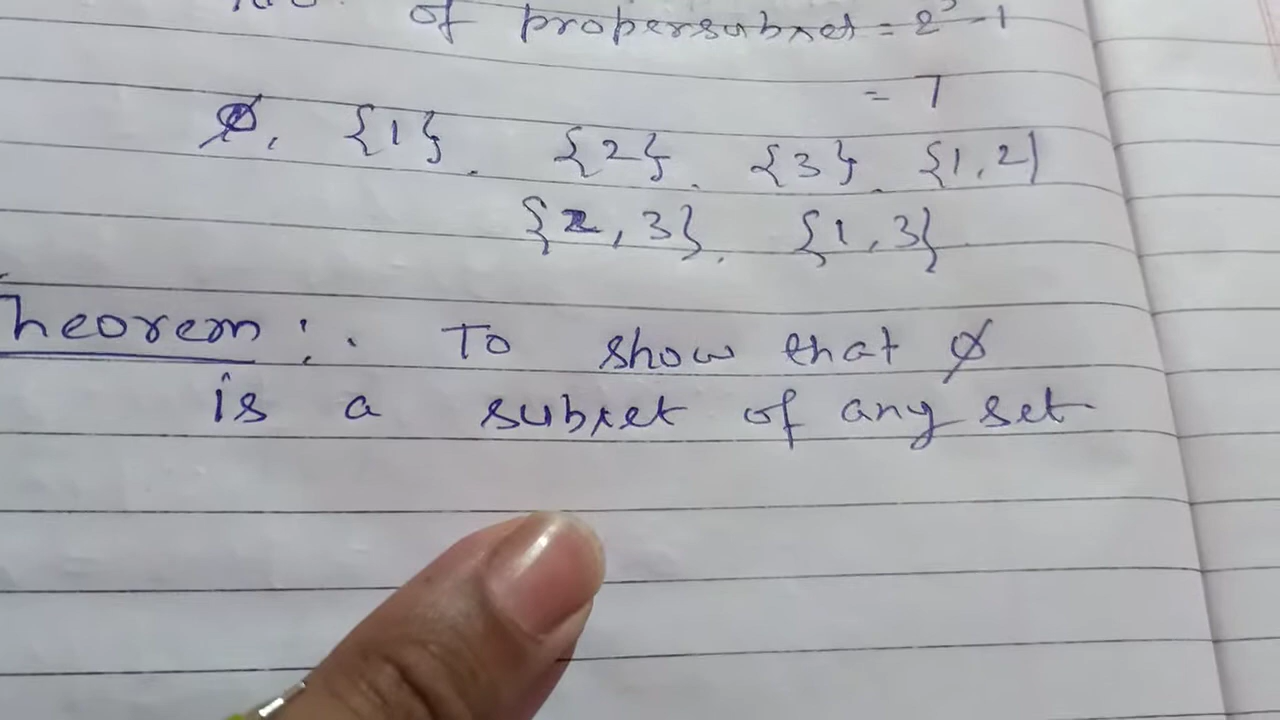 of propersubset = 2³ - 1
= 7
∅, {1}. {2}. {3}. {1,2}
{2,3}. {1,3}
Theorem :. To show that ∅
is a subset of any set